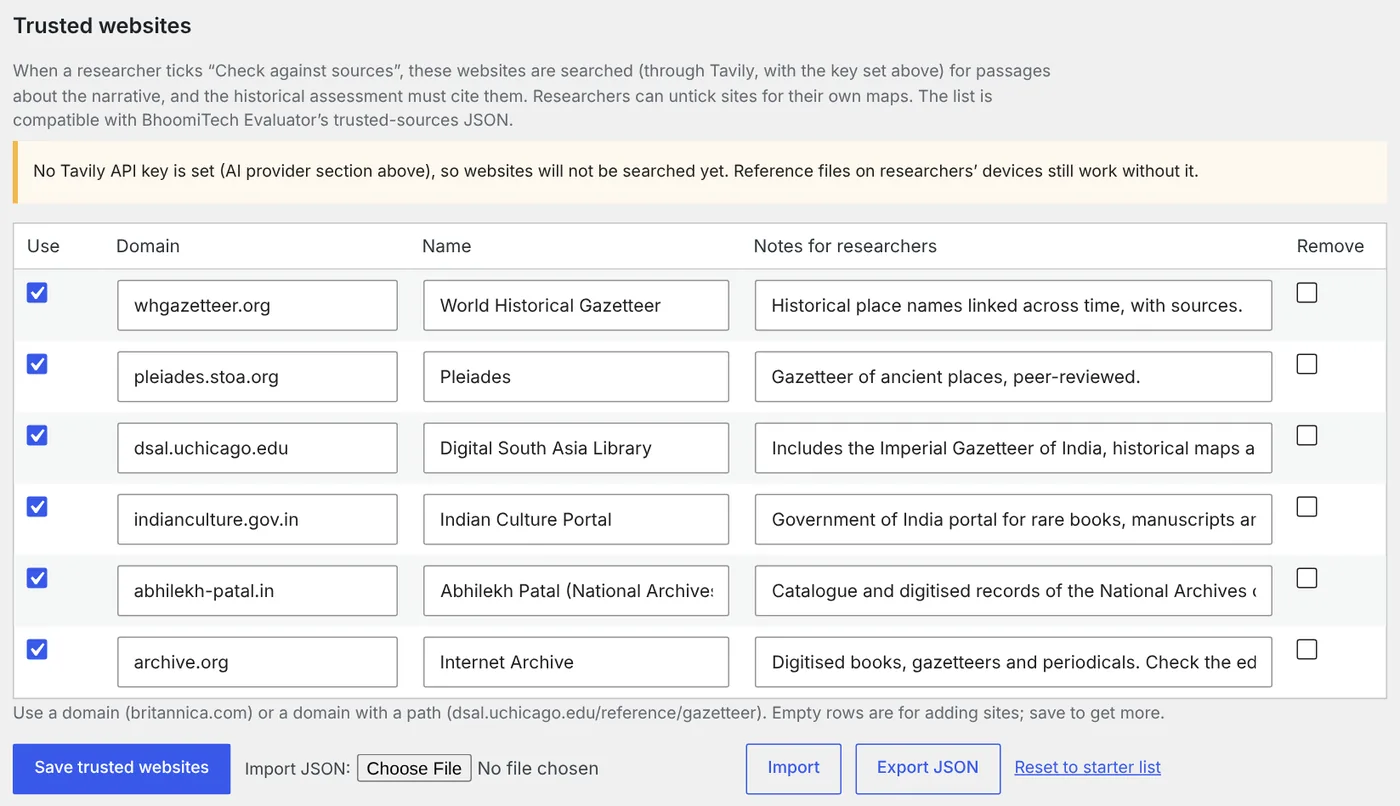 Trusted websites
When a researcher ticks “Check against sources”, these websites are searched (through Tavily, with the key set above) for passages
about the narrative, and the historical assessment must cite them. Researchers can untick sites for their own maps. The list is
compatible with BhoomiTech Evaluator’s trusted-sources JSON.
No Tavily API key is set (AI provider section above), so websites will not be searched yet. Reference files on researchers’ devices still work without it.
Use Domain Name Notes for researchers Remove
whgazetteer.org World Historical Gazetteer Historical place names linked across time, with sources.
pleiades.stoa.org Pleiades Gazetteer of ancient places, peer-reviewed.
dsal.uchicago.edu Digital South Asia Library Includes the Imperial Gazetteer of India, historical maps a
indianculture.gov.in Indian Culture Portal Government of India portal for rare books, manuscripts
abhilekh-patal.in Abhilekh Patal (National Archives Catalogue and digitised records of the National Archives
archive.org Internet Archive Digitised books, gazetteers and periodicals. Check the ed
Use a domain (britannica.com) or a domain with a path (dsal.uchicago.edu/reference/gazetteer). Empty rows are for adding sites; save to get more.
Save trusted websites Import JSON: Choose File No file chosen Import Export JSON Reset to starter list